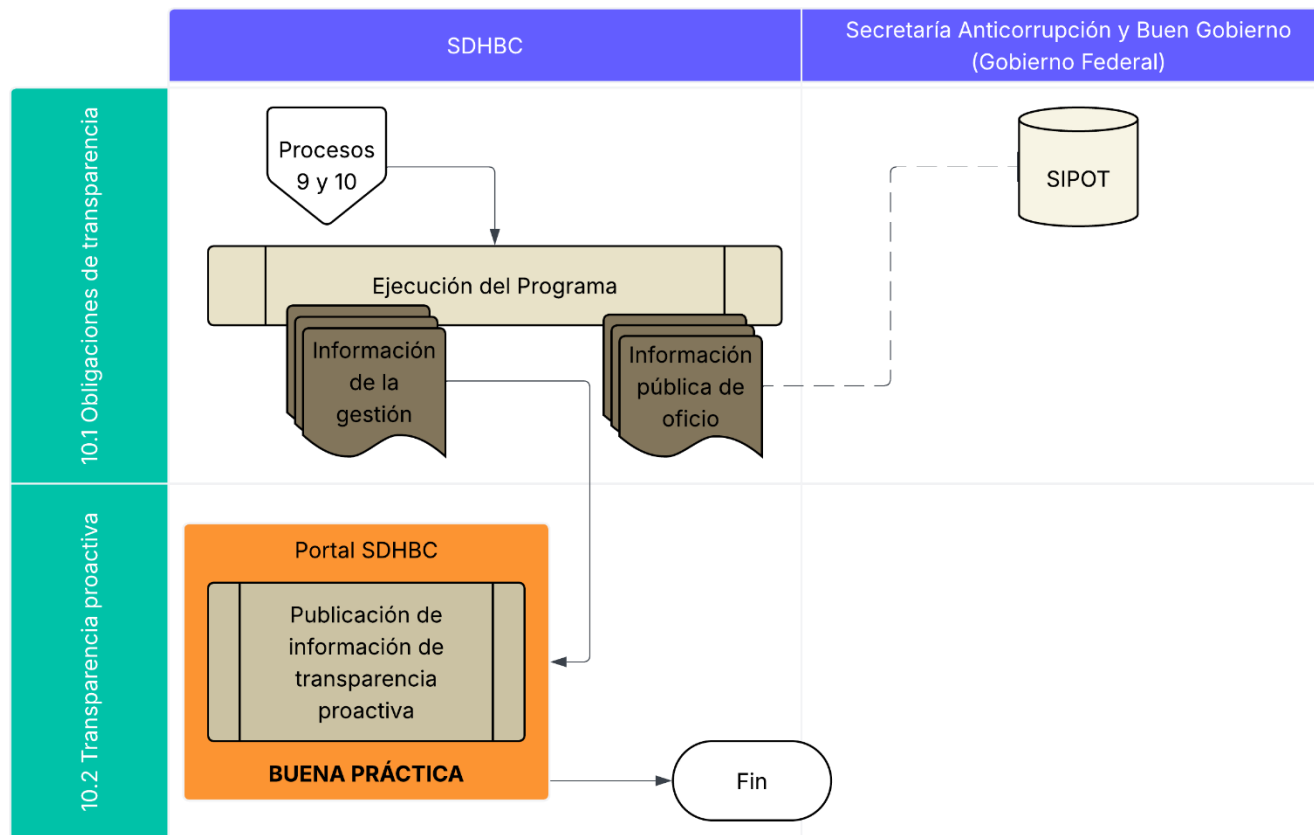 SDHBC
Secretaría Anticorrupción y Buen Gobierno
(Gobierno Federal)
10.1 Obligaciones de transparencia
Procesos
9 y 10
SIPOT
Ejecución del Programa
Información
de la
gestión
Información
pública de
oficio
10.2 Transparencia proactiva
Portal SDHBC
Publicación de
información de
transparencia
proactiva
BUENA PRÁCTICA
Fin